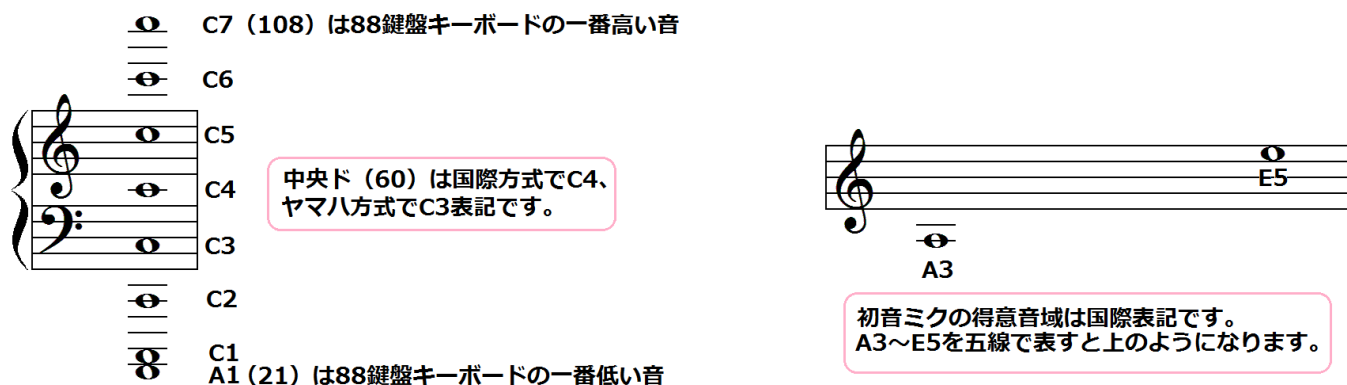 C7（108）は88鍵盤キーボードの一番高い音
C6
C5
C4
C3
C2
C1
A1（21）は88鍵盤キーボードの一番低い音
中央ド（60）は国際方式でC4、
ヤマハ方式でC3表記です。
E5
A3
初音ミクの得意音域は国際表記です。
A3～E5を五線で表すと上のようになります。